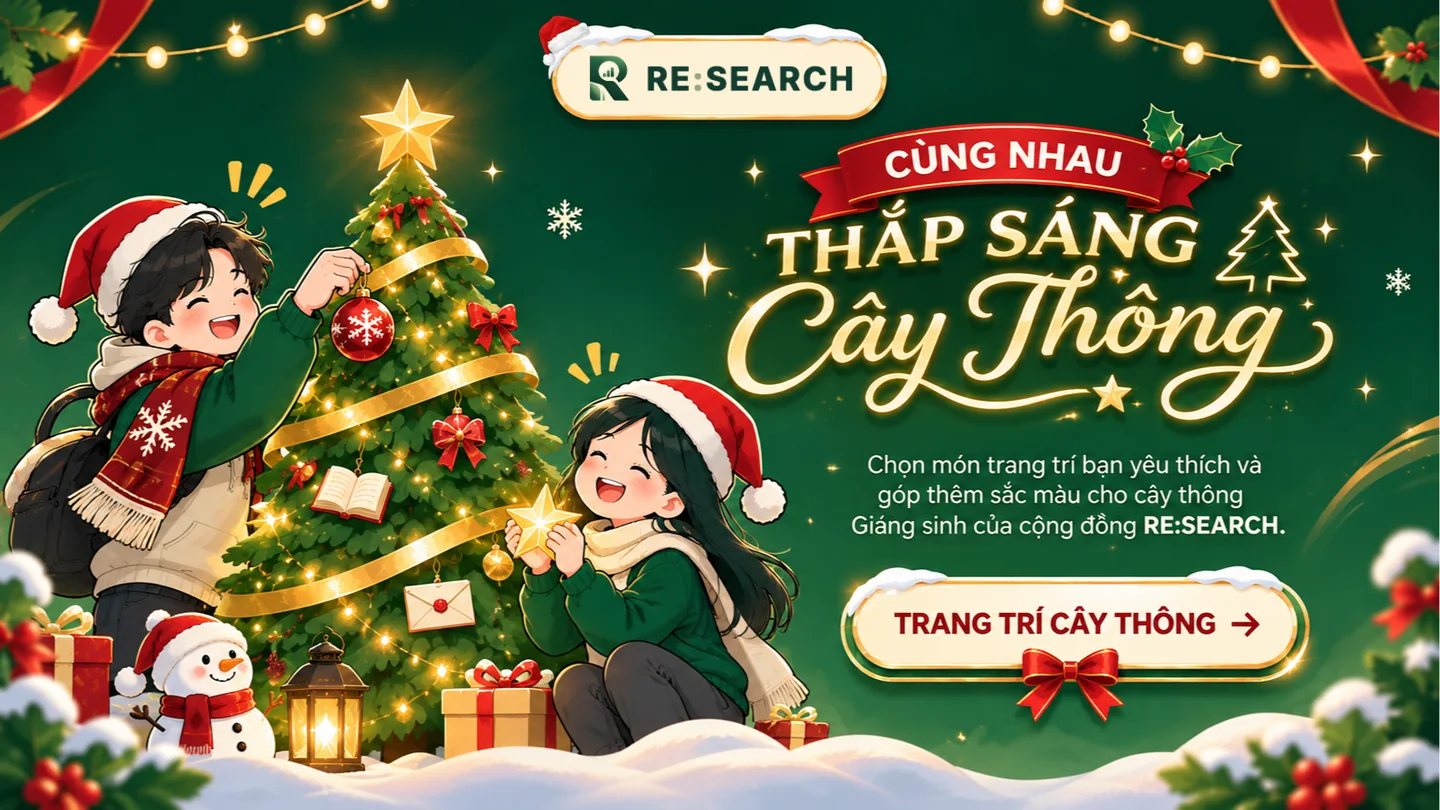 RE:SEARCH
CÙNG NHAU
THẮP SÁNG
Cây Thông
Chọn món trang trí bạn yêu thích và
góp thêm sắc màu cho cây thông
Giáng sinh của cộng đồng RE:SEARCH.
TRANG TRÍ CÂY THÔNG →